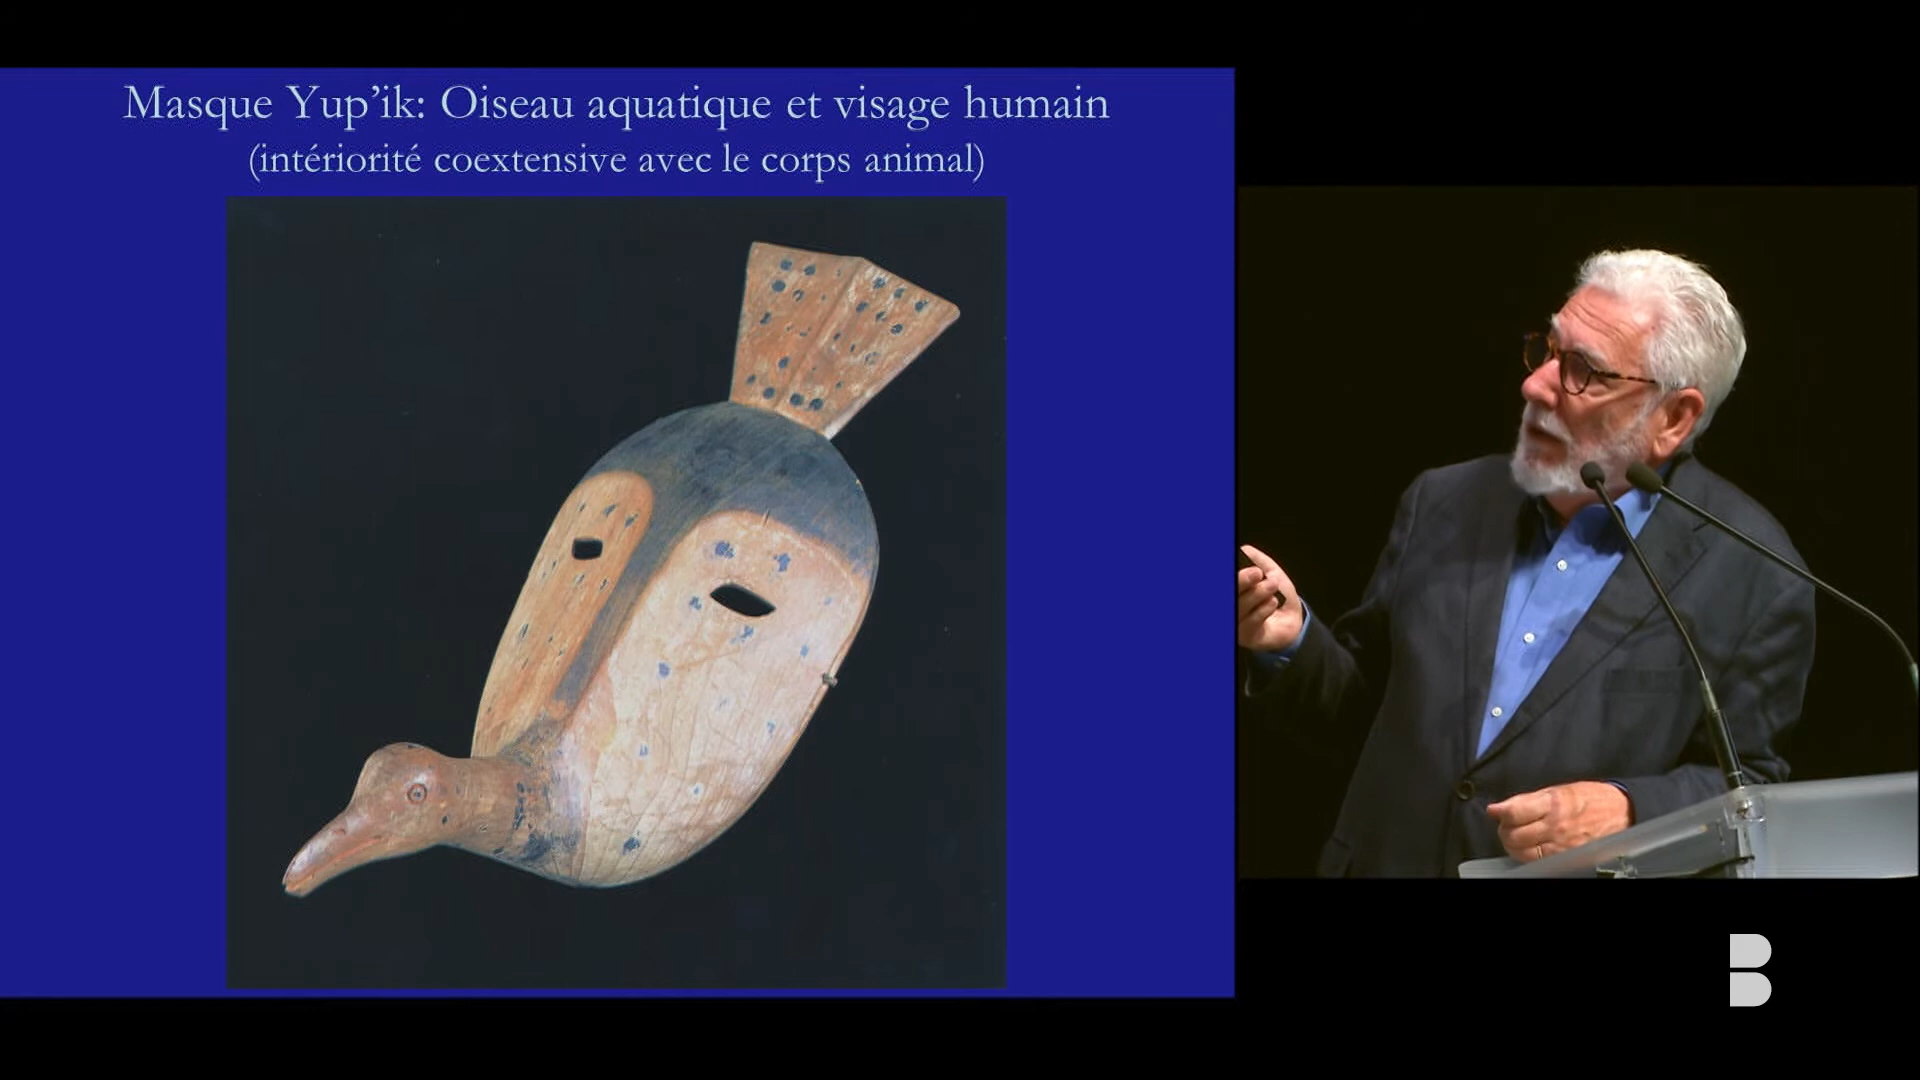 Masque Yup’ik: Oiseau aquatique et visage humain
(intériorité coextensive avec le corps animal)